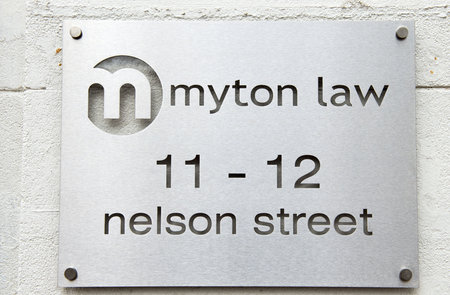 m myton law
11 - 12
nelson street